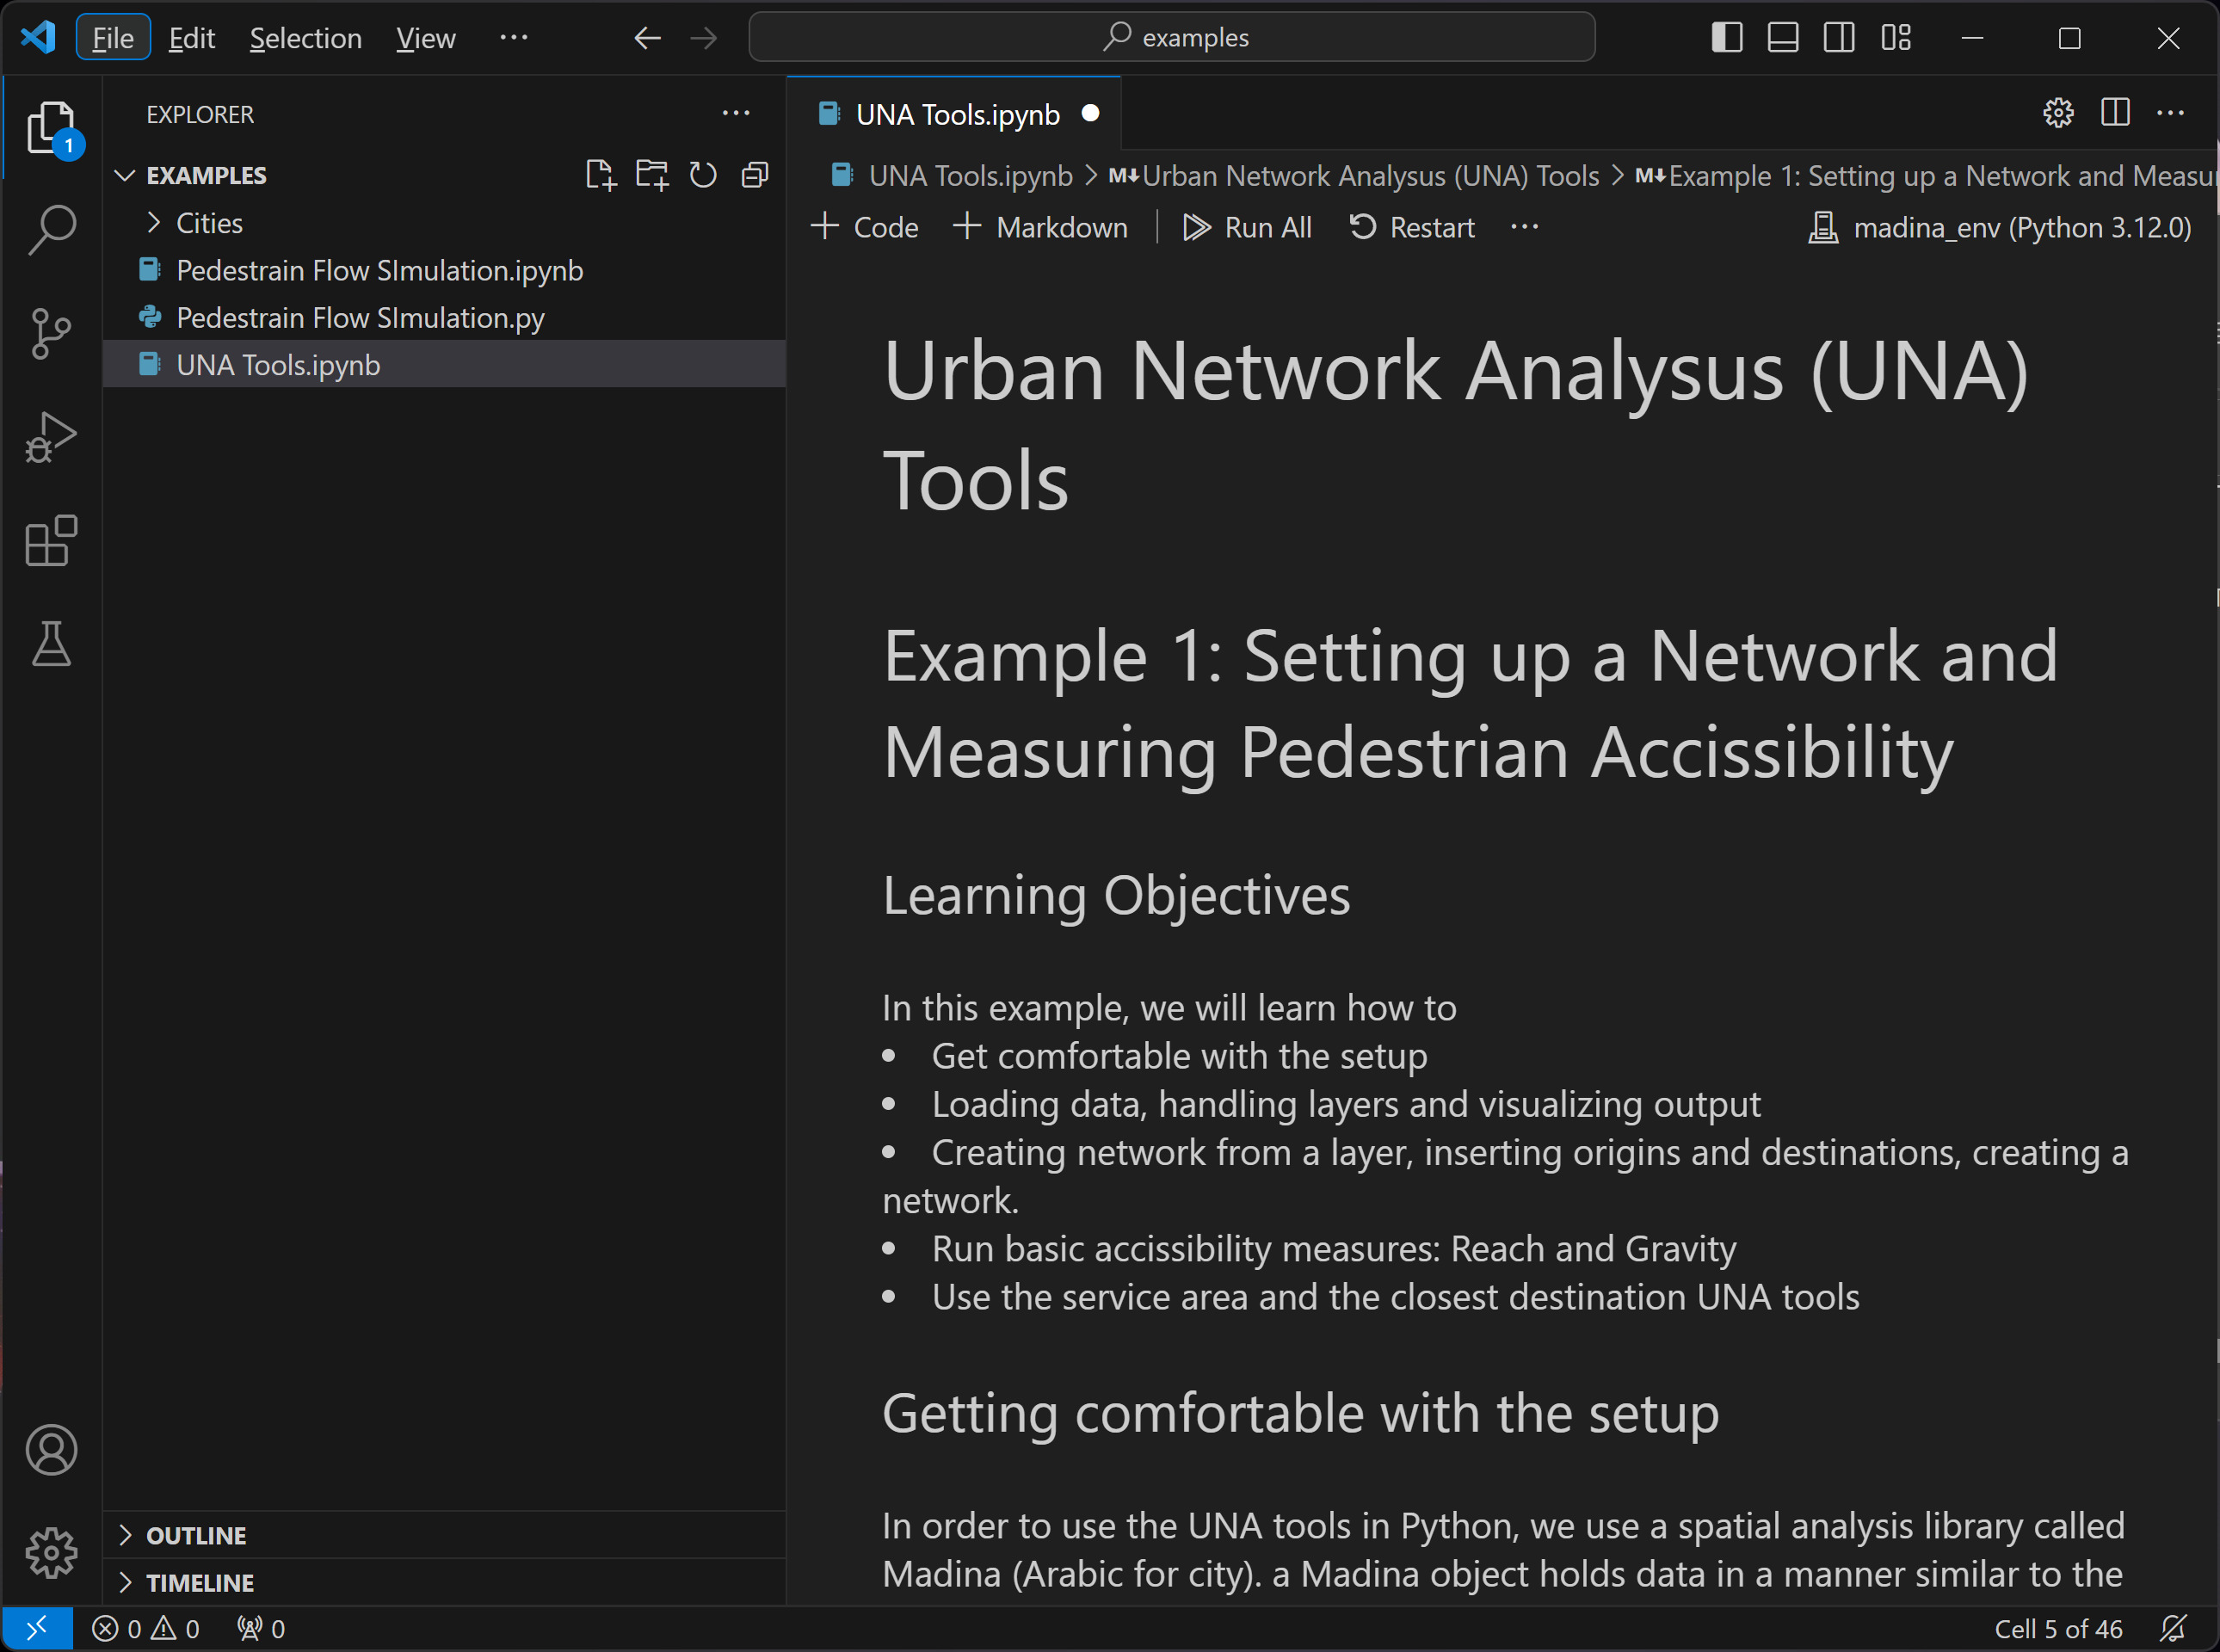 File Edit Selection View ··· examples
EXPLORER ···
1
EXAMPLES
Cities
Pedestrain Flow SImulation.ipynb
Pedestrain Flow SImulation.py
UNA Tools.ipynb
OUTLINE
TIMELINE
UNA Tools.ipynb
UNA Tools.ipynb > M↓Urban Network Analysus (UNA) Tools > M↓Example 1: Setting up a Network and Measu
+ Code + Markdown | Run All Restart ··· madina_env (Python 3.12.0)
Urban Network Analysus (UNA)
Tools
Example 1: Setting up a Network and
Measuring Pedestrian Accissibility
Learning Objectives
In this example, we will learn how to
• Get comfortable with the setup
• Loading data, handling layers and visualizing output
• Creating network from a layer, inserting origins and destinations, creating a
network.
• Run basic accissibility measures: Reach and Gravity
• Use the service area and the closest destination UNA tools
Getting comfortable with the setup
In order to use the UNA tools in Python, we use a spatial analysis library called
Madina (Arabic for city). a Madina object holds data in a manner similar to the
0 0 0 Cell 5 of 46